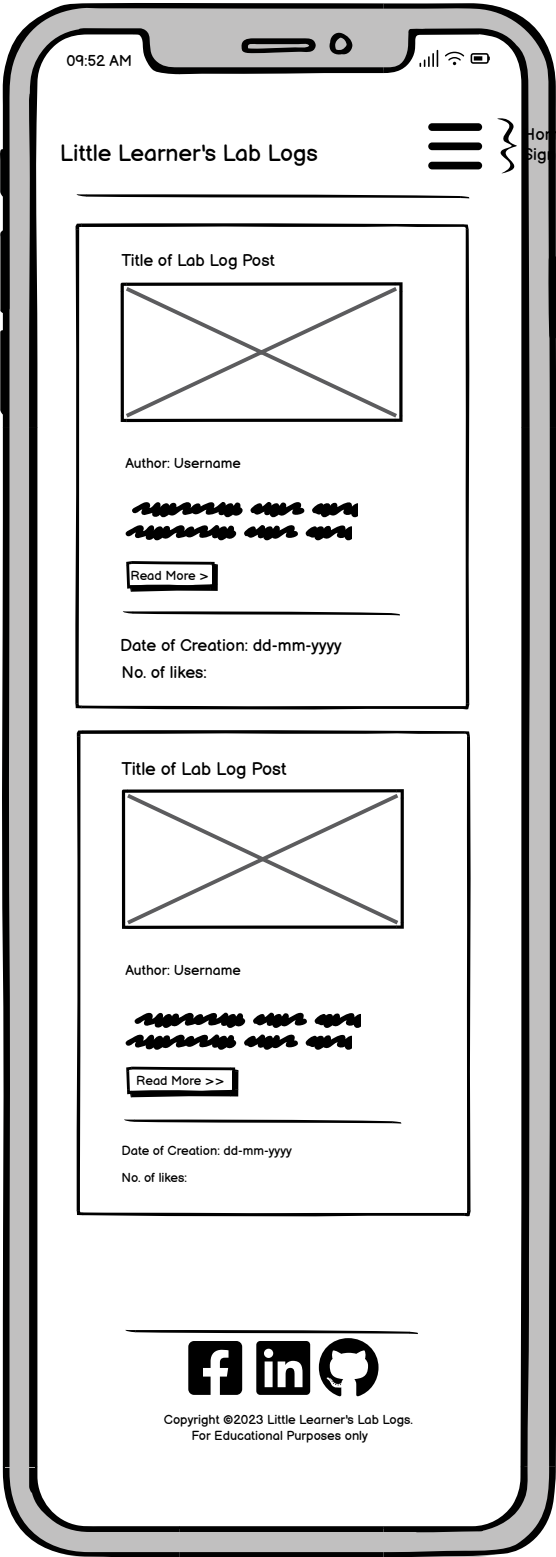 09:52 AM
Little Learner's Lab Logs
Title of Lab Log Post
Author: Username
Read More >
Date of Creation: dd-mm-yyyy
No. of likes:
Title of Lab Log Post
Author: Username
Read More >>
Date of Creation: dd-mm-yyyy
No. of likes:
Copyright ©2023 Little Learner's Lab Logs.
For Educational Purposes only